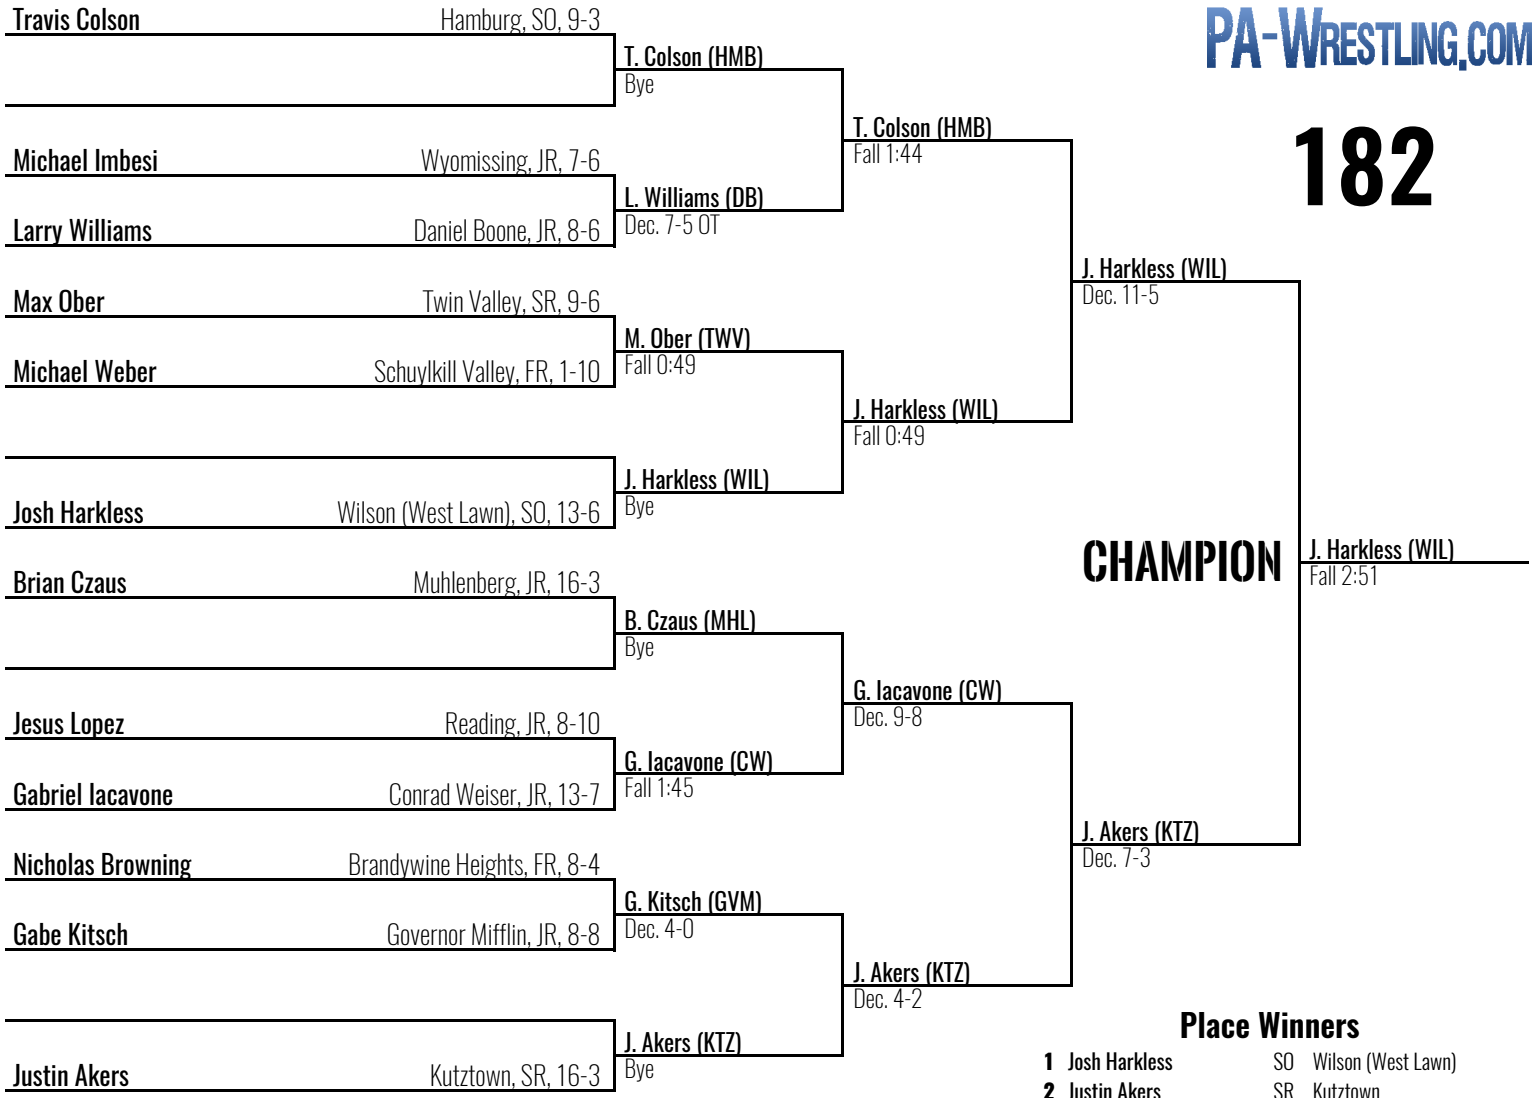 Travis Colson Hamburg, SO, 9-3
PA-Wrestling.com
T. Colson (HMB)
Bye
T. Colson (HMB)
Fall 1:44
182
Michael Imbesi Wyomissing, JR, 7-6
L. Williams (DB)
Dec. 7-5 OT
Larry Williams Daniel Boone, JR, 8-6
J. Harkless (WIL)
Dec. 11-5
Max Ober Twin Valley, SR, 9-6
M. Ober (TWV)
Fall 0:49
Michael Weber Schuylkill Valley, FR, 1-10
J. Harkless (WIL)
Fall 0:49
J. Harkless (WIL)
Bye
Josh Harkless Wilson (West Lawn), SO, 13-6
CHAMPION
J. Harkless (WIL)
Fall 2:51
Brian Czaus Muhlenberg, JR, 16-3
B. Czaus (MHL)
Bye
G. Iacavone (CW)
Dec. 9-8
Jesus Lopez Reading, JR, 8-10
G. Iacavone (CW)
Fall 1:45
Gabriel Iacavone Conrad Weiser, JR, 13-7
J. Akers (KTZ)
Dec. 7-3
Nicholas Browning Brandywine Heights, FR, 8-4
G. Kitsch (GVM)
Dec. 4-0
Gabe Kitsch Governor Mifflin, JR, 8-8
J. Akers (KTZ)
Dec. 4-2
J. Akers (KTZ)
Bye
Justin Akers Kutztown, SR, 16-3
Place Winners
1 Josh Harkless SO Wilson (West Lawn)
2 Justin Akers SR Kutztown